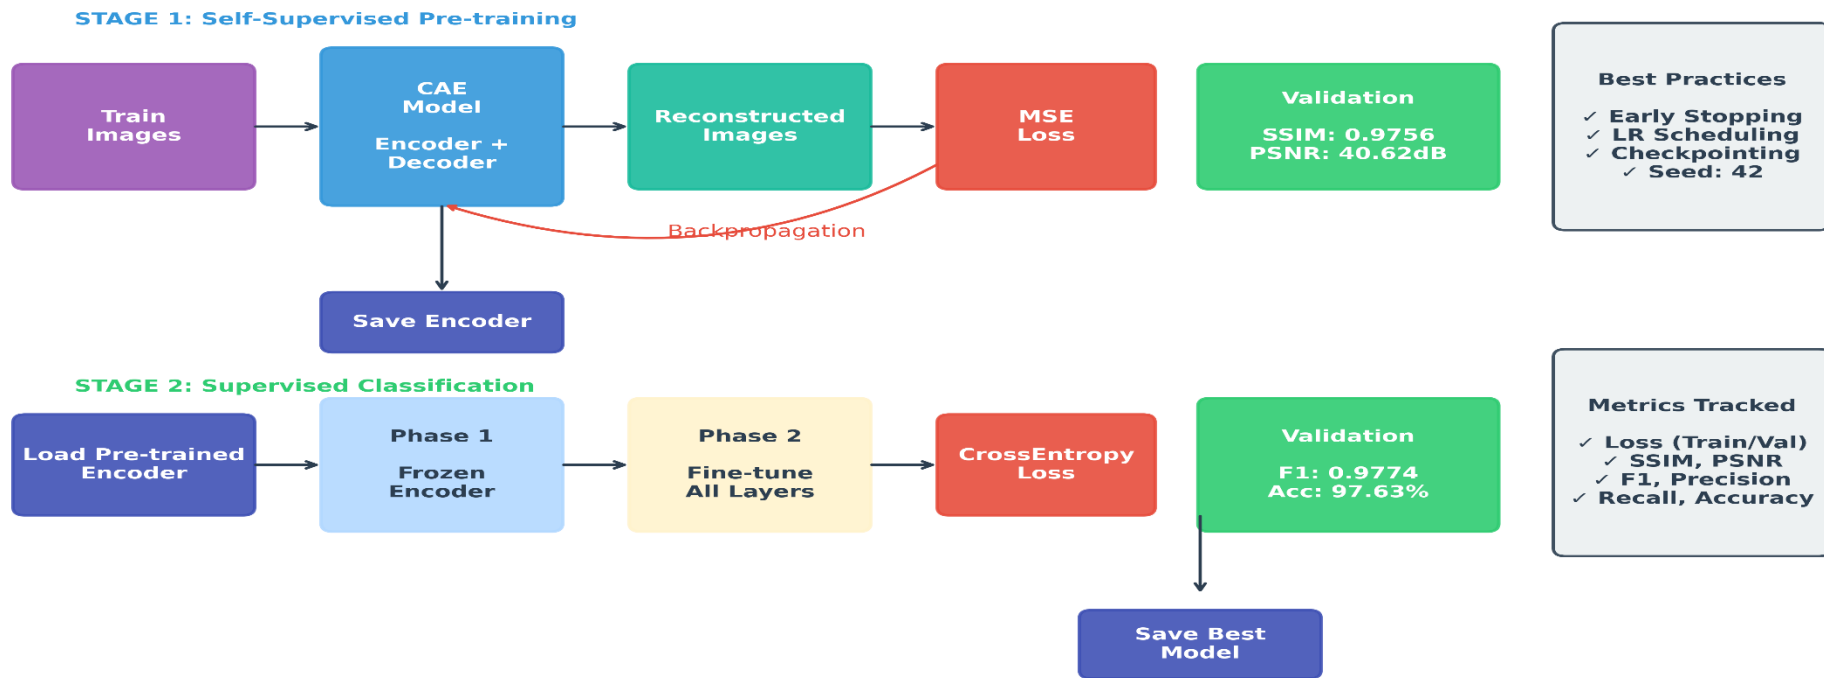 STAGE 1: Self-Supervised Pre-training
Train
Images
CAE
Model
Encoder +
Decoder
Reconstructed
Images
MSE
Loss
Validation
SSIM: 0.9756
PSNR: 40.62dB
Best Practices
✓ Early Stopping
✓ LR Scheduling
✓ Checkpointing
✓ Seed: 42
Backpropagation
Save Encoder
STAGE 2: Supervised Classification
Load Pre-trained
Encoder
Phase 1
Frozen
Encoder
Phase 2
Fine-tune
All Layers
CrossEntropy
Loss
Validation
F1: 0.9774
Acc: 97.63%
Metrics Tracked
✓ Loss (Train/Val)
✓ SSIM, PSNR
✓ F1, Precision
✓ Recall, Accuracy
Save Best
Model